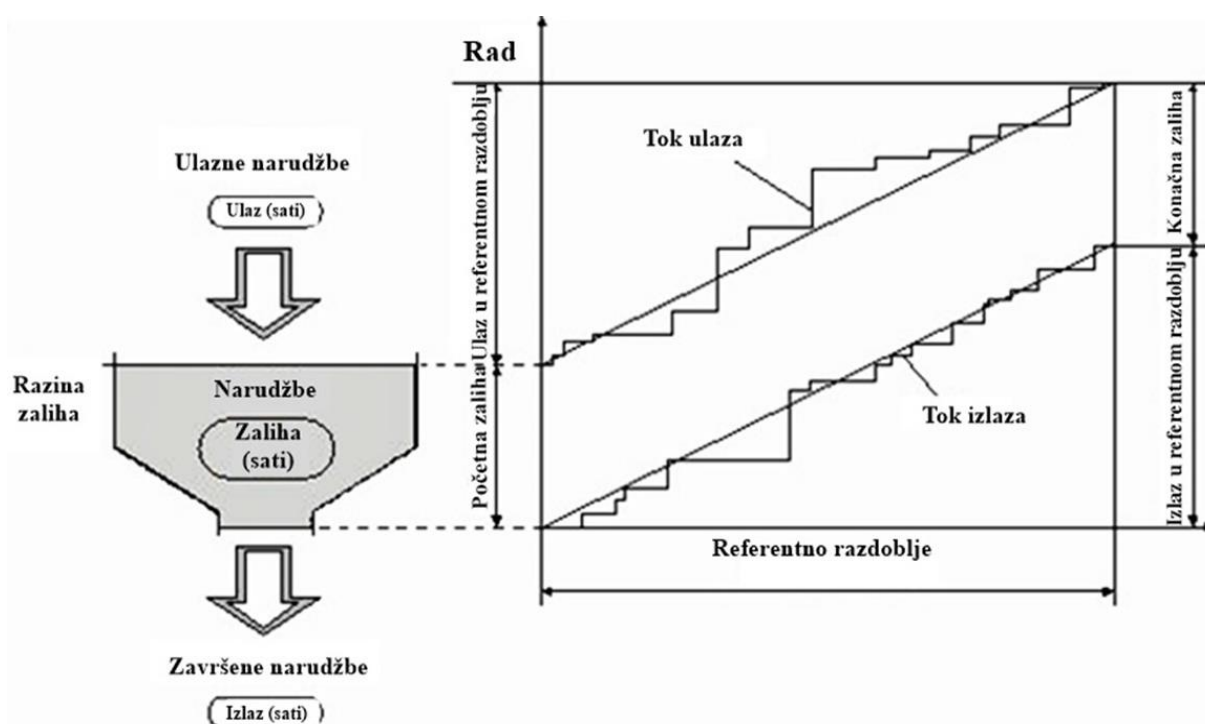 Rad
Ulazne narudžbe
Ulaz (sati)
Razina
zaliha
Narudžbe
Zaliha
(sati)
Završene narudžbe
Izlaz (sati)
Ulaz u referentnom razdoblju
Početna zaliha
Tok ulaza
Tok izlaza
Referentno razdoblje
Konačna zaliha
Izlaz u referentnom razdoblju